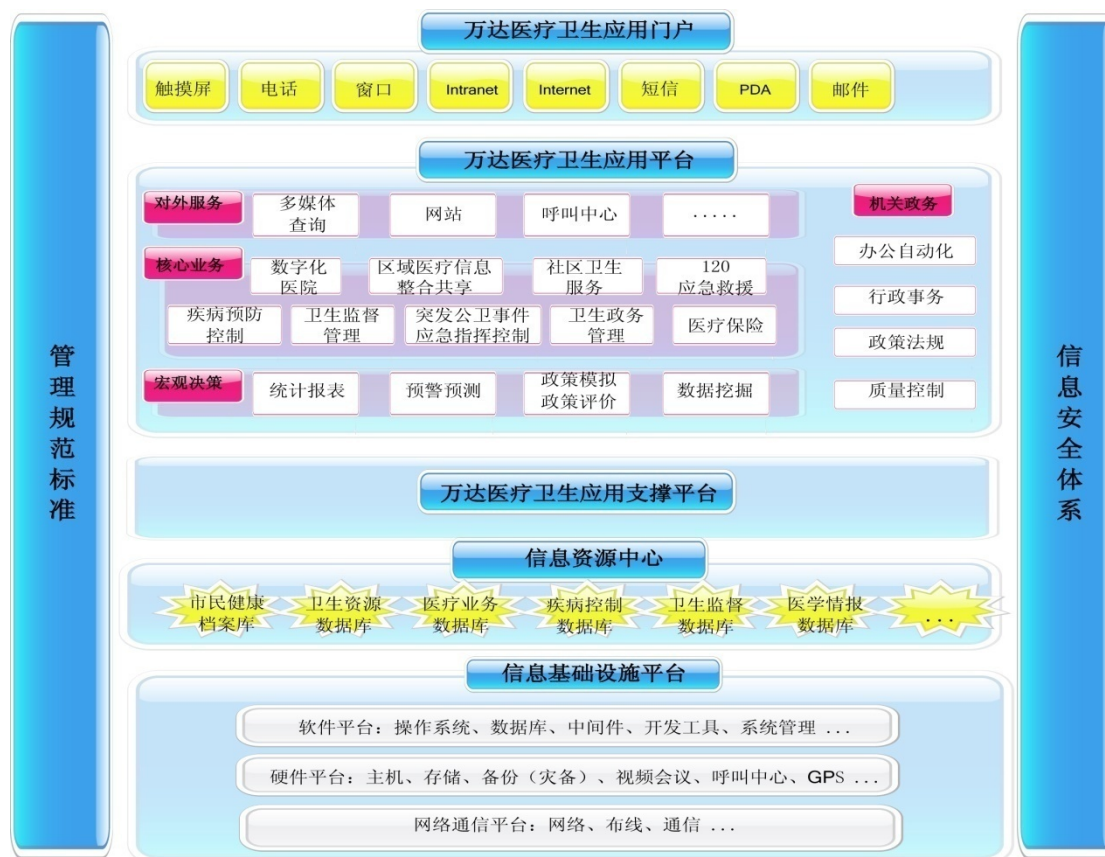 万达医疗卫生应用门户
触摸屏
电话
窗口
Intranet
Internet
短信
PDA
邮件
万达医疗卫生应用平台
对外服务
多媒体
查询
网站
呼叫中心
.....
核心业务
数字化
医院
区域医疗信息
整合共享
社区卫生
服务
120
应急救援
疾病预防
控制
卫生监督
管理
突发公卫事件
应急指挥控制
卫生政务
管理
医疗保险
宏观决策
统计报表
预警预测
政策模拟
政策评价
数据挖掘
机关政务
办公自动化
行政事务
政策法规
质量控制
万达医疗卫生应用支撑平台
信息资源中心
市民健康
档案库
卫生资源
数据库
医疗业务
数据库
疾病控制
数据库
卫生监督
数据库
医学情报
数据库
...
信息基础设施平台
软件平台：操作系统、数据库、中间件、开发工具、系统管理 ...
硬件平台：主机、存储、备份（灾备）、视频会议、呼叫中心、GPS ...
网络通信平台：网络、布线、通信 ...
管理规范标准
信息安全体系